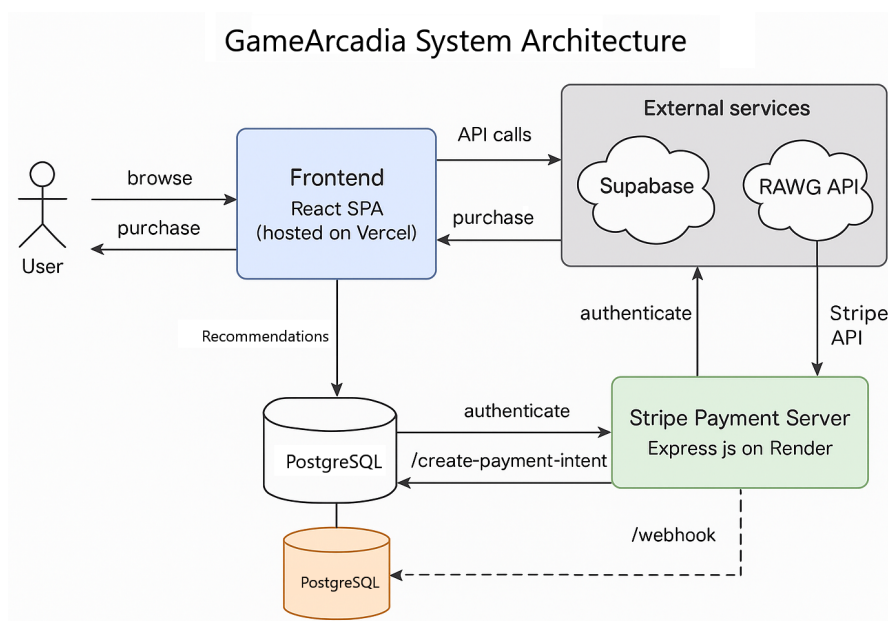 GameArcadia System Architecture
External services
Supabase
RAWG API
API calls
purchase
Frontend
React SPA
(hosted on Vercel)
browse
purchase
User
Recommendations
authenticate
Stripe
API
PostgreSQL
authenticate
/create-payment-intent
Stripe Payment Server
Express js on Render
/webhook
PostgreSQL